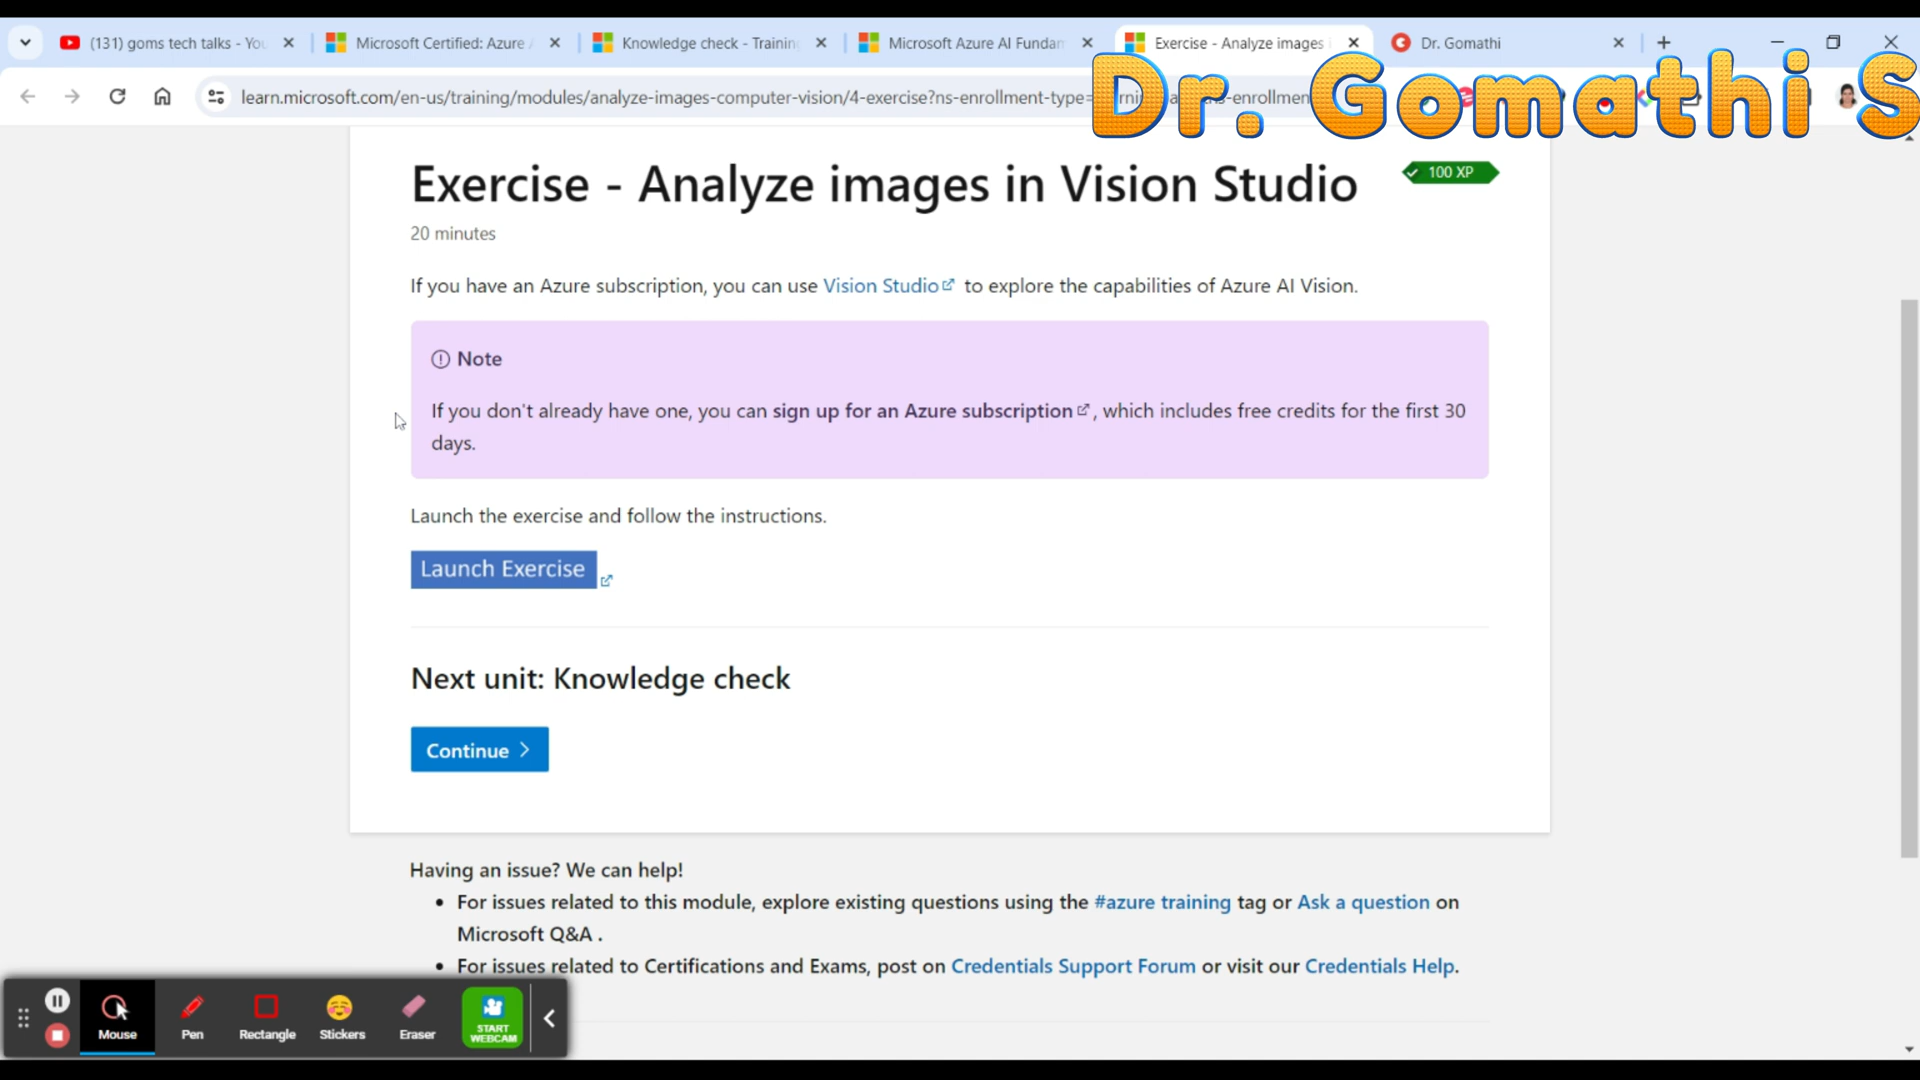 (131) goms tech talks - You
Microsoft Certified: Azure A
Knowledge check - Training
Microsoft Azure AI Fundam
Exercise - Analyze images i
Dr. Gomathi
learn.microsoft.com/en-us/training/modules/analyze-images-computer-vision/4-exercise?ns-enrollment-type=
Dr. Gomathi S
Exercise - Analyze images in Vision Studio
100 XP
20 minutes
If you have an Azure subscription, you can use Vision Studio to explore the capabilities of Azure AI Vision.
Note
If you don't already have one, you can sign up for an Azure subscription, which includes free credits for the first 30
days.
Launch the exercise and follow the instructions.
Launch Exercise
Next unit: Knowledge check
Continue
Having an issue? We can help!
• For issues related to this module, explore existing questions using the #azure training tag or Ask a question on
Microsoft Q&A .
• For issues related to Certifications and Exams, post on Credentials Support Forum or visit our Credentials Help.
Mouse
Pen
Rectangle
Stickers
Eraser
START
WEBCAM